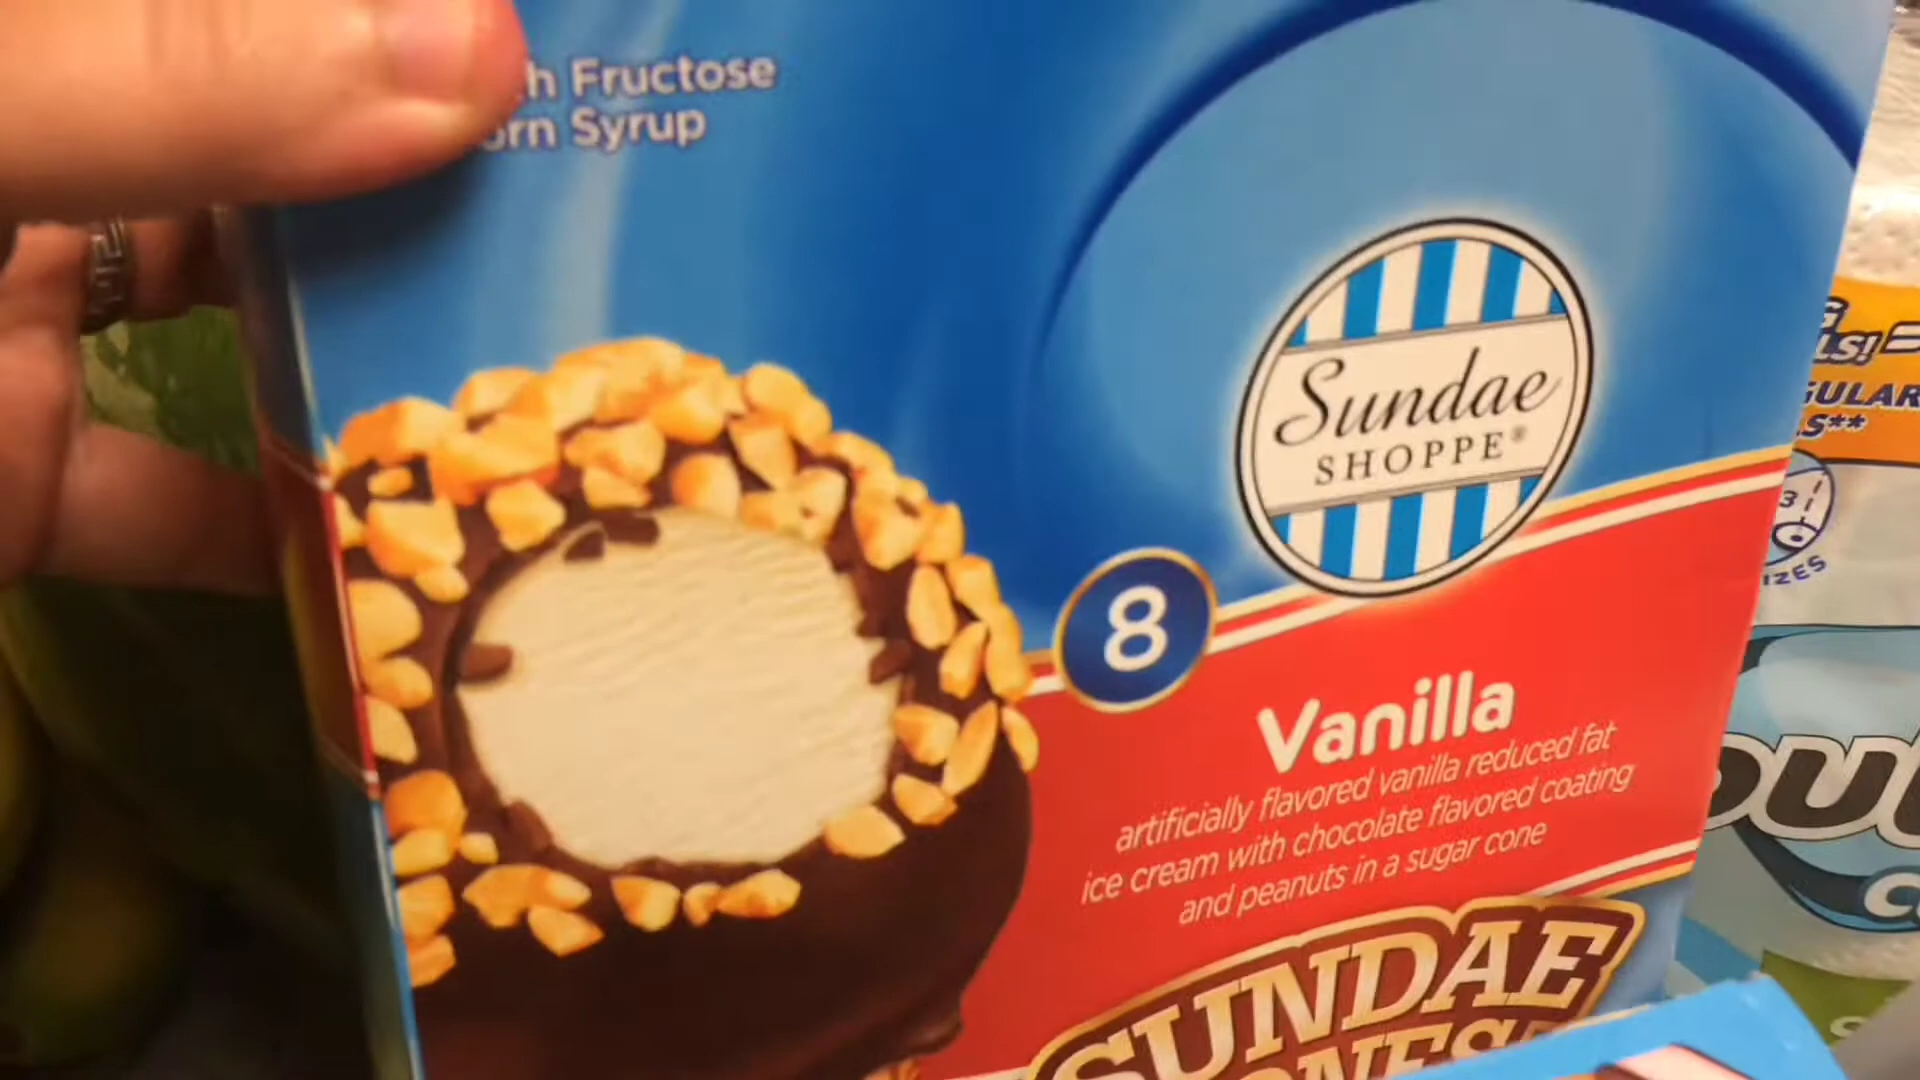 Fructose
Syrup
Sundae
SHOPPE®
8
Vanilla
artificially flavored vanilla reduced fat
ice cream with chocolate flavored coating
and peanuts in a sugar cone
SUNDAE